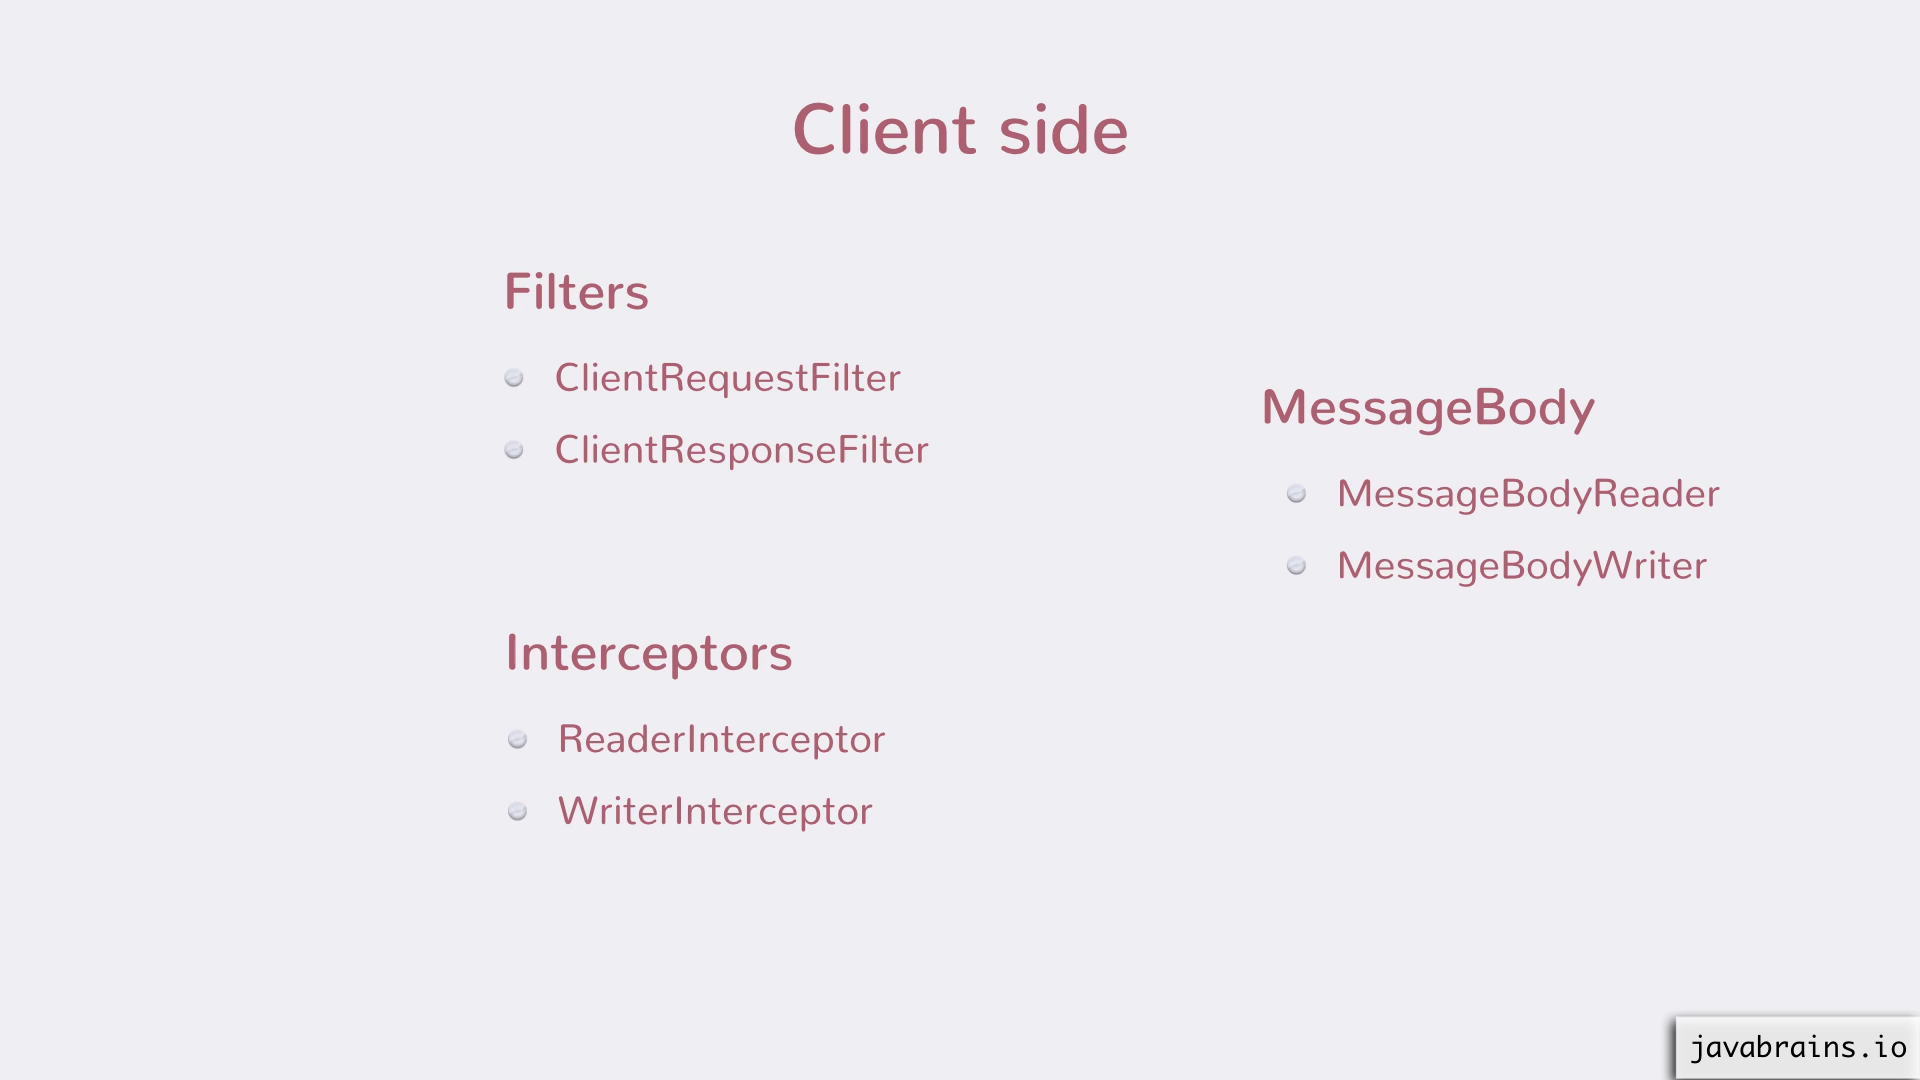 Client side
Filters
ClientRequestFilter
ClientResponseFilter
Interceptors
ReaderInterceptor
WriterInterceptor
MessageBody
MessageBodyReader
MessageBodyWriter
javabrains.io